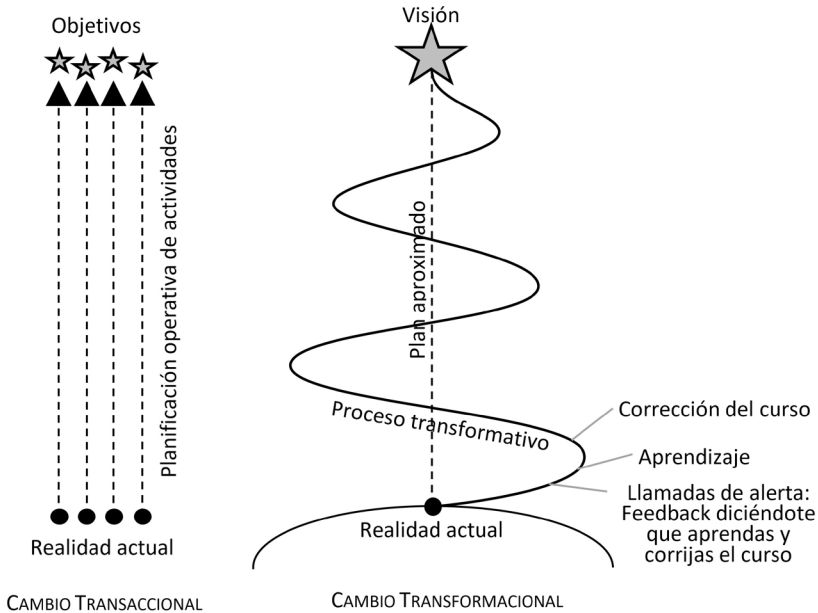 Objetivos
Planificación operativa de actividades
Realidad actual
CAMBIO TRANSACCIONAL
Visión
Plan aproximado
Proceso transformativo
Corrección del curso
Aprendizaje
Llamadas de alerta:
Feedback diciéndote
que aprendas y
corrijas el curso
Realidad actual
CAMBIO TRANSFORMACIONAL